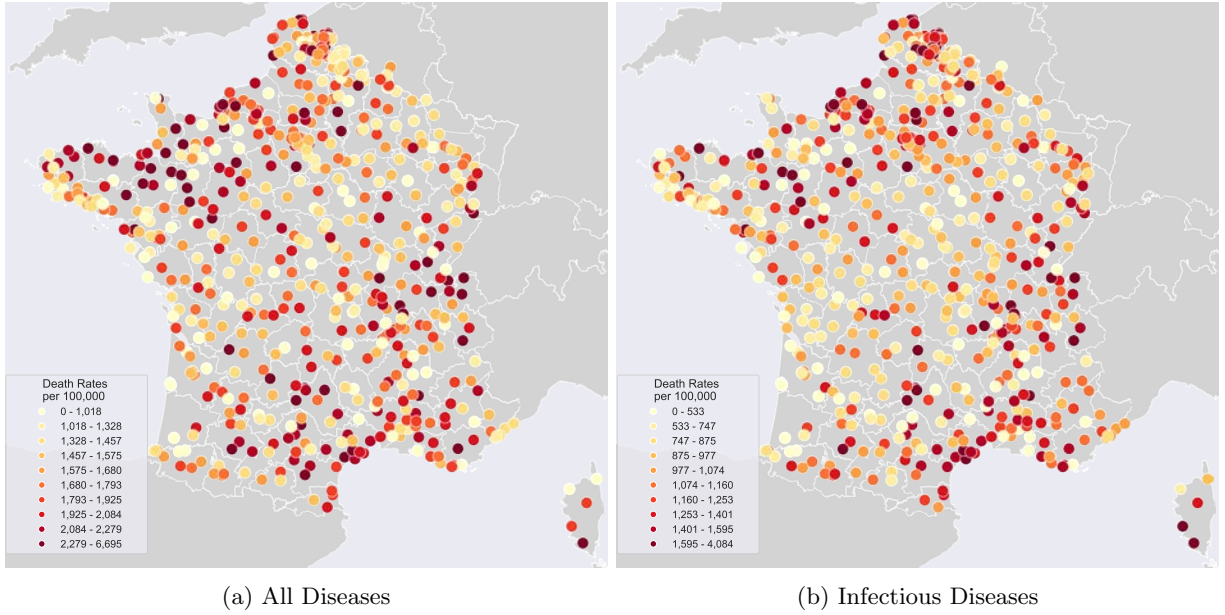 Death Rates
per 100,000
0 - 1,018
1,018 - 1,328
1,328 - 1,457
1,457 - 1,575
1,575 - 1,680
1,680 - 1,793
1,793 - 1,925
1,925 - 2,084
2,084 - 2,279
2,279 - 6,695
(a) All Diseases
Death Rates
per 100,000
0 - 533
533 - 747
747 - 875
875 - 977
977 - 1,074
1,074 - 1,160
1,160 - 1,253
1,253 - 1,401
1,401 - 1,595
1,595 - 4,084
(b) Infectious Diseases